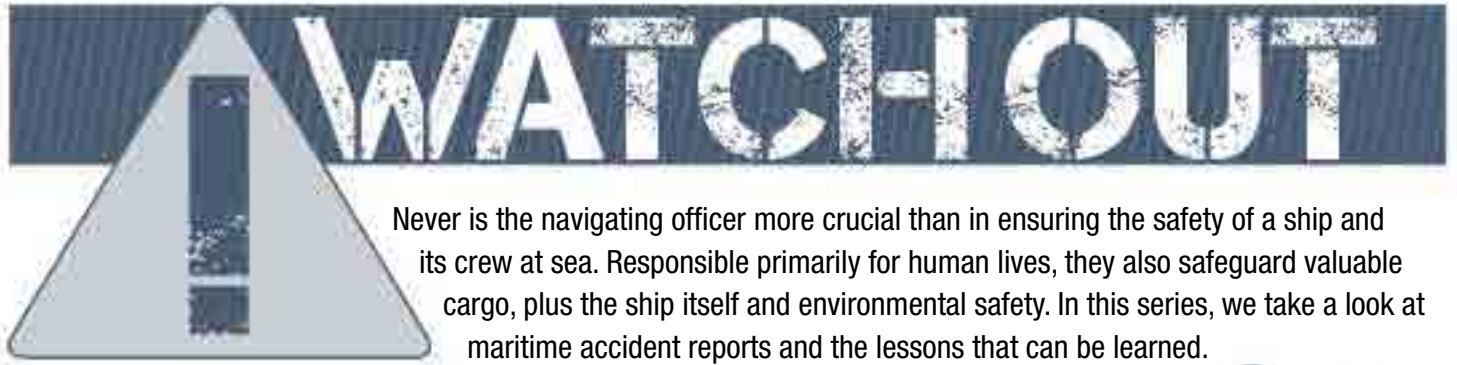 WATCH OUT
Never is the navigating officer more crucial than in ensuring the safety of a ship and
its crew at sea. Responsible primarily for human lives, they also safeguard valuable
cargo, plus the ship itself and environmental safety. In this series, we take a look at
maritime accident reports and the lessons that can be learned.